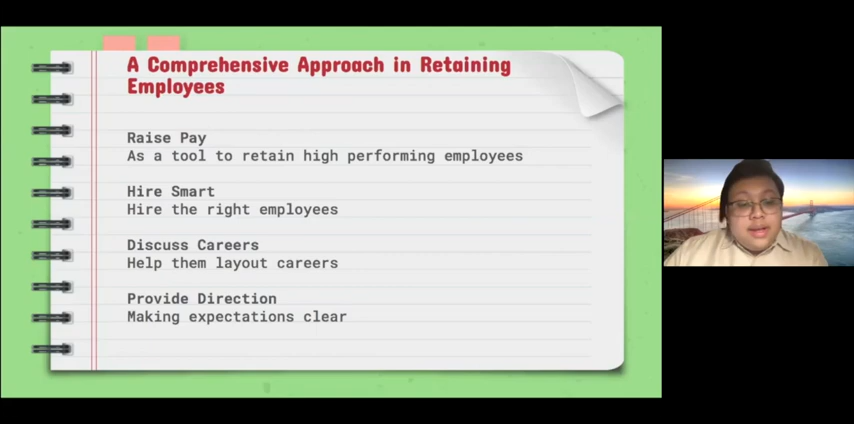 A Comprehensive Approach in Retaining
Employees
Raise Pay
As a tool to retain high performing employees
Hire Smart
Hire the right employees
Discuss Careers
Help them layout careers
Provide Direction
Making expectations clear